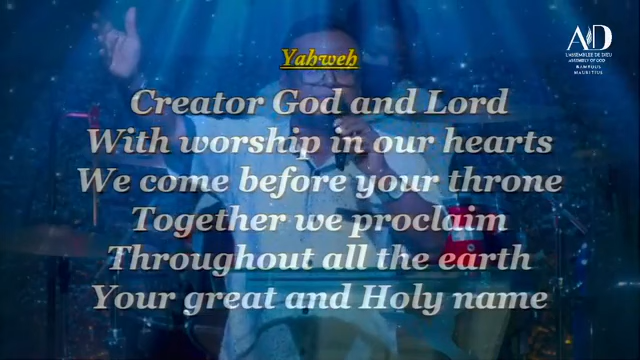 Yahweh
AD
L'ASSEMBLEE DE DIEU
ASSEMBLY OF GOD
MAURITIUS
Creator God and Lord
With worship in our hearts
We come before your throne
Together we proclaim
Throughout all the earth
Your great and Holy name